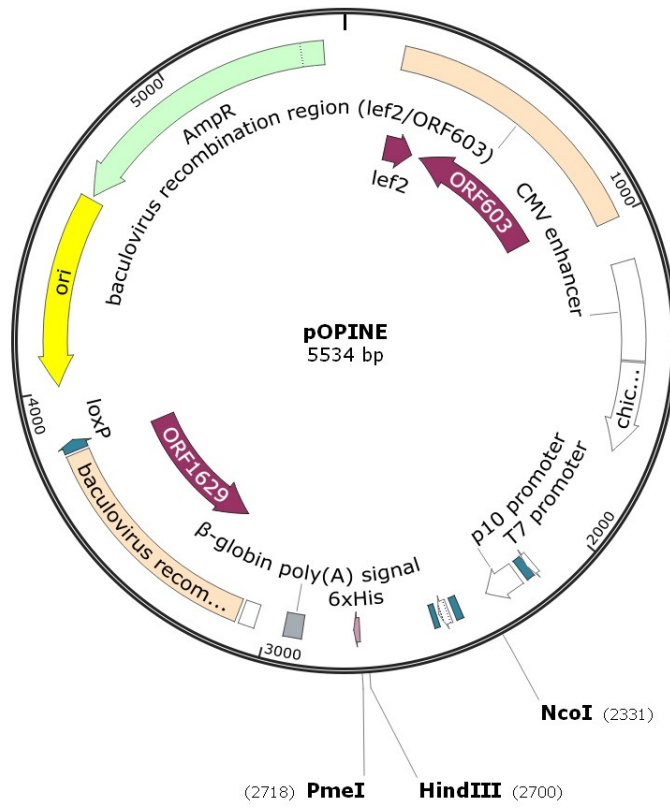 5000
AmpR
baculovirus recombination region (lef2/ORF603)
lef2
ORF603
1000
CMV enhancer
ori
pOPINE
5534 bp
chic...
4000
loxP
ORF1629
p10 promoter
T7 promoter
2000
baculovirus recom...
β-globin poly(A) signal
6xHis
3000
NcoI (2331)
(2718) PmeI HindIII (2700)